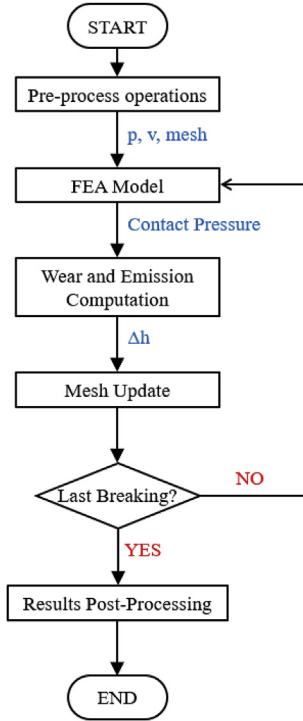 START
Pre-process operations
p, v, mesh
FEA Model
Contact Pressure
Wear and Emission
Computation
Δh
Mesh Update
Last Breaking?
NO
YES
Results Post-Processing
END